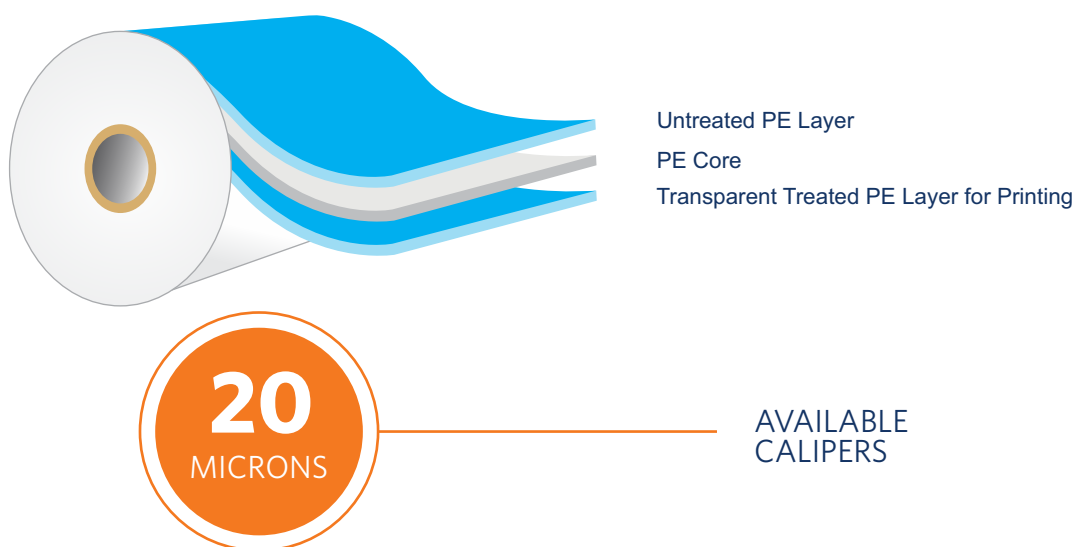 Untreated PE Layer
PE Core
Transparent Treated PE Layer for Printing
20
MICRONS
AVAILABLE
CALIPERS